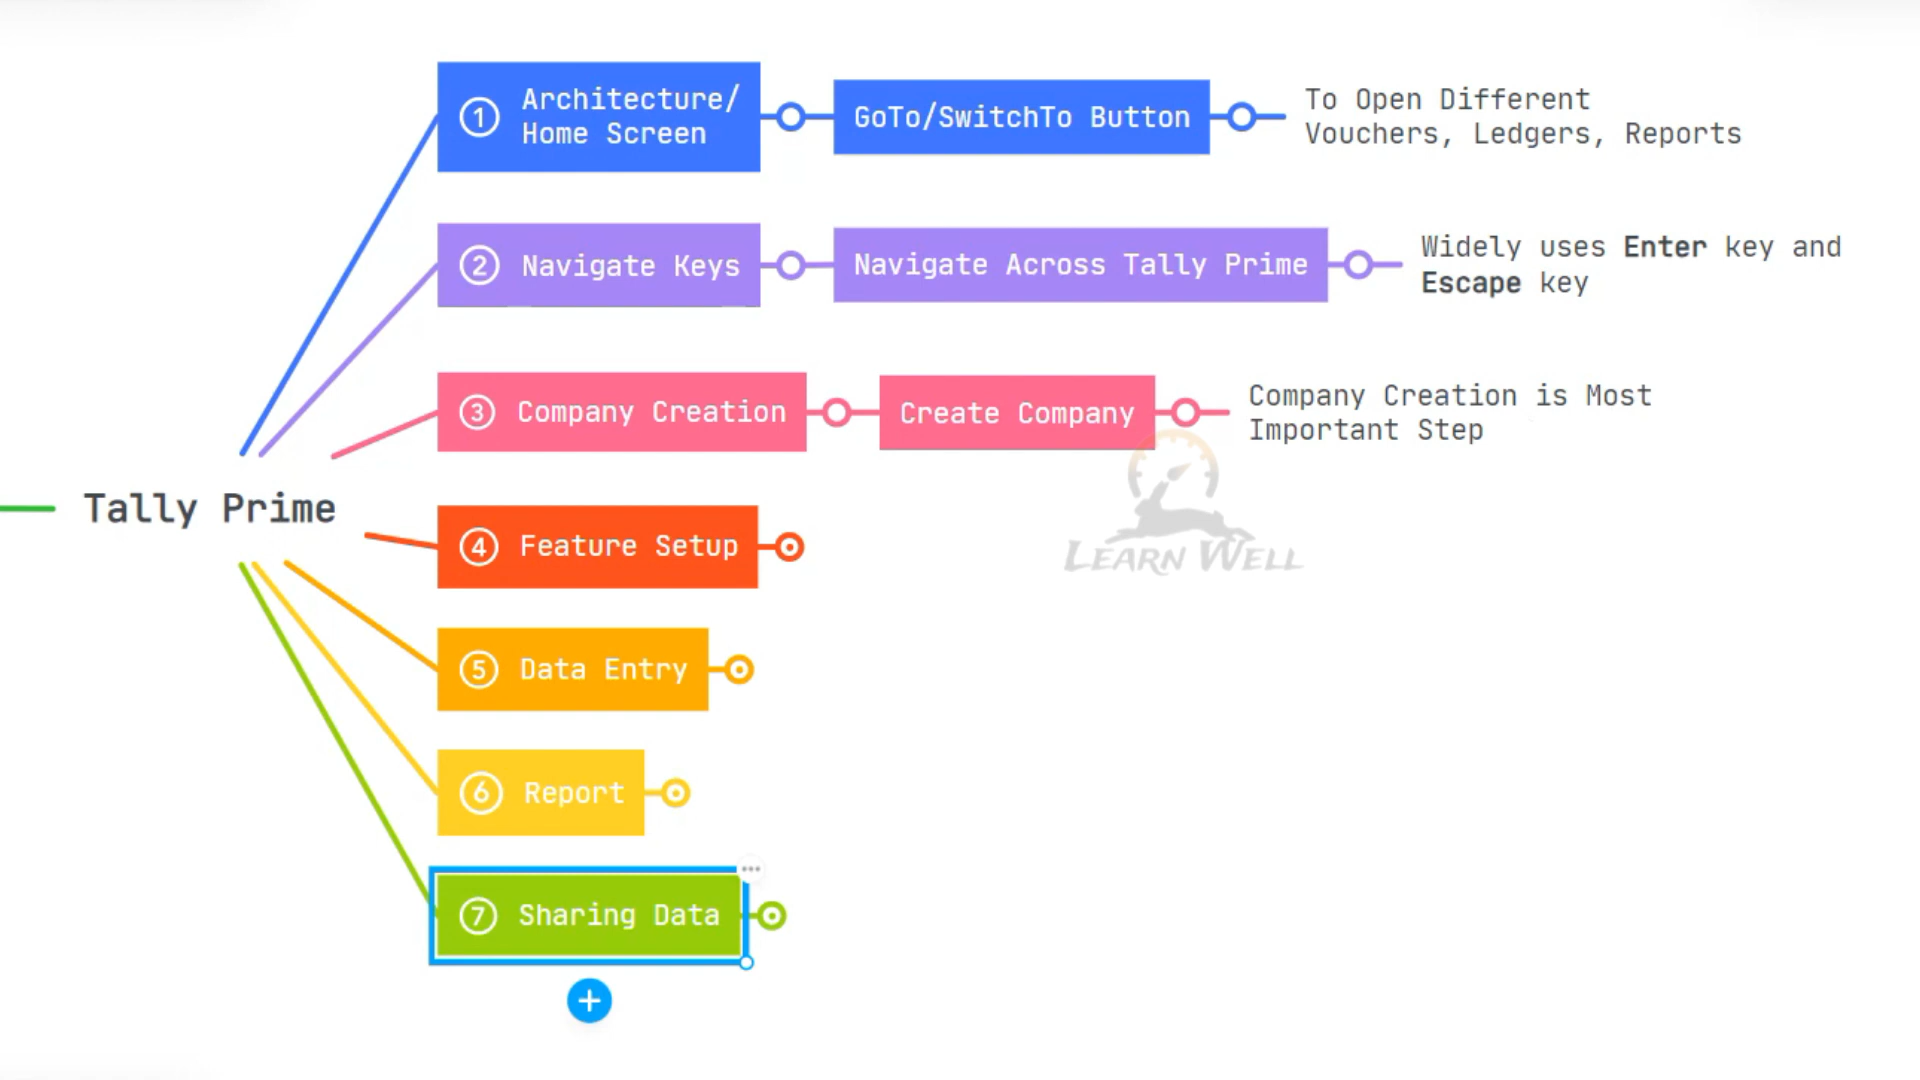 ① Architecture/
Home Screen
GoTo/SwitchTo Button
To Open Different
Vouchers, Ledgers, Reports
② Navigate Keys
Navigate Across Tally Prime
Widely uses Enter key and
Escape key
③ Company Creation
Create Company
Company Creation is Most
Important Step
Tally Prime
④ Feature Setup
LEARN WELL
⑤ Data Entry
⑥ Report
⑦ Sharing Data